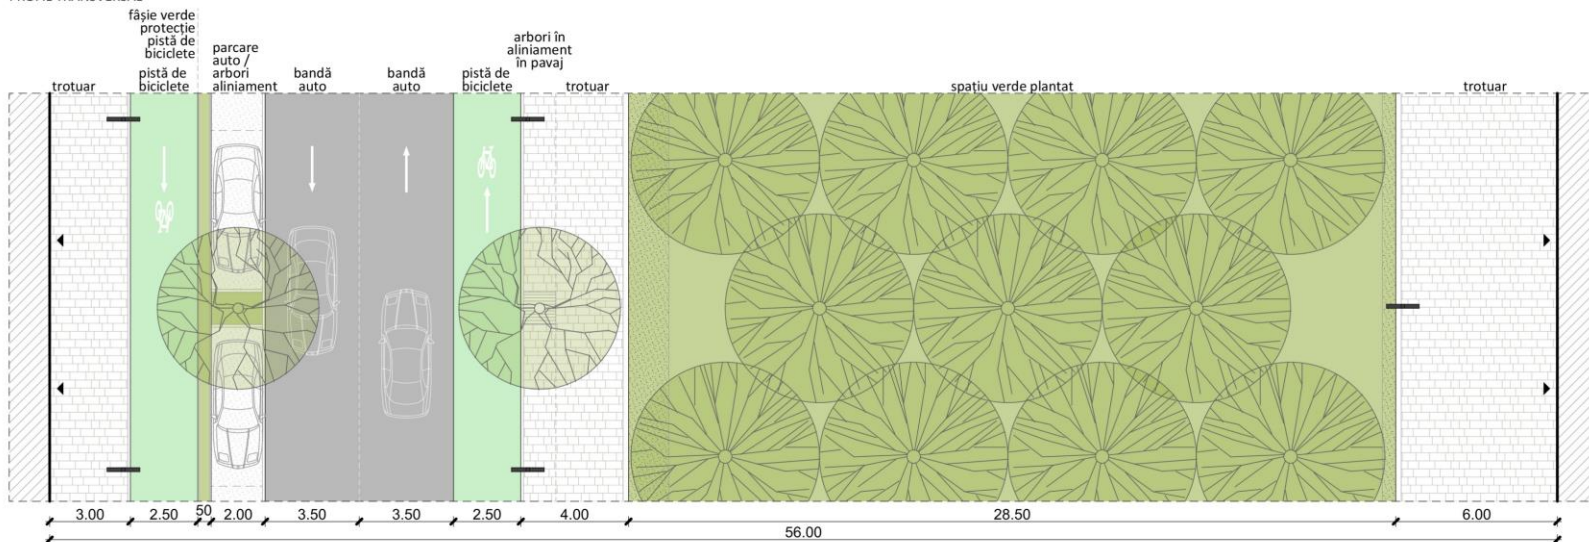 fâșie verde
protecție
pistă de
biciclete
trotuar
pistă de
biciclete
parcare
auto /
arbori
aliniament
bandă
auto
bandă
auto
pistă de
biciclete
arbori în
aliniament
în pavaj
trotuar
spațiu verde plantat
trotuar
3.00
2.50
50
2.00
3.50
3.50
2.50
4.00
28.50
6.00
56.00